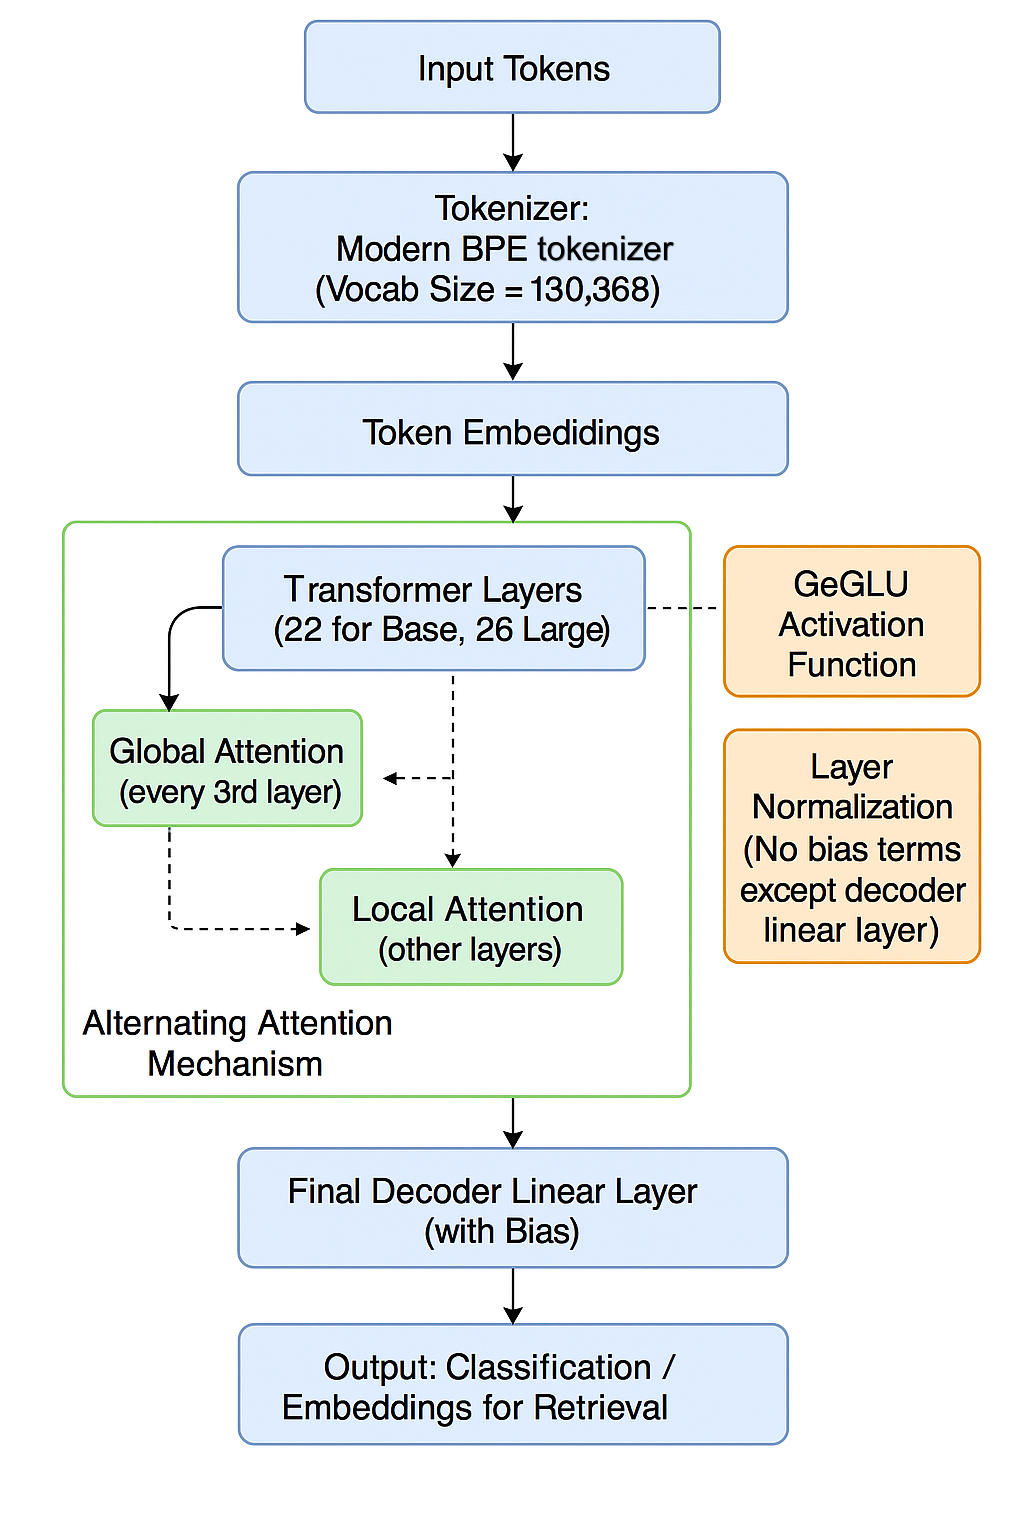 Input Tokens
Tokenizer:
Modern BPE tokenizer
(Vocab Size = 130,368)
Token Embedidings
Transformer Layers
(22 for Base, 26 Large)
GeGLU
Activation
Function
Global Attention
(every 3rd layer)
Layer
Normalization
(No bias terms
except decoder
linear layer)
Local Attention
(other layers)
Alternating Attention
Mechanism
Final Decoder Linear Layer
(with Bias)
Output: Classification /
Embeddings for Retrieval